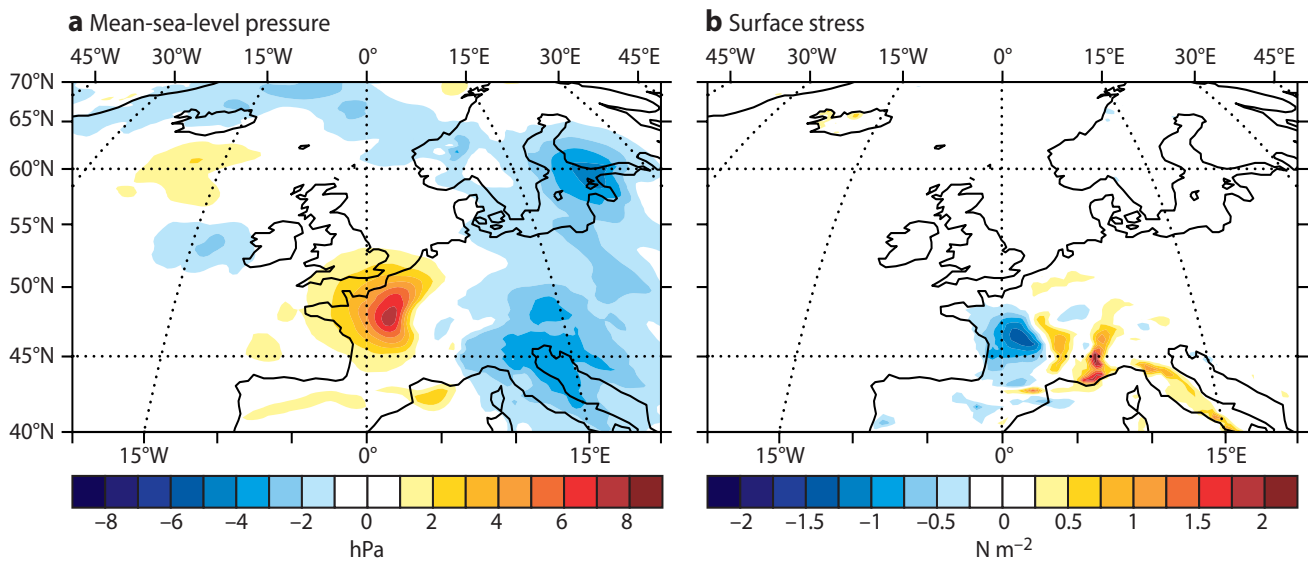 a Mean-sea-level pressure
b Surface stress
45°W 30°W 15°W 0° 15°E 30°E 45°E
45°W 30°W 15°W 0° 15°E 30°E 45°E
70°N
65°N
60°N
55°N
50°N
45°N
40°N
15°W 0° 15°E
15°W 0° 15°E
–8 –6 –4 –2 0 2 4 6 8
hPa
–2 –1.5 –1 –0.5 0 0.5 1 1.5 2
N m⁻²